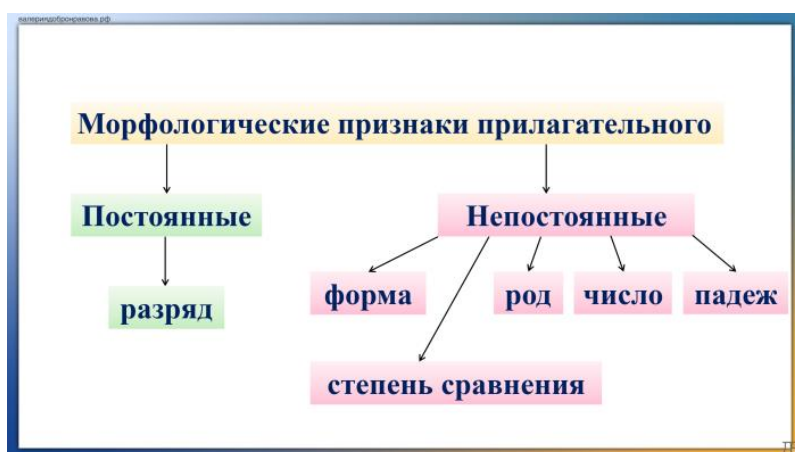 валериядобронравова.рф
Морфологические признаки прилагательного
Постоянные
Непостоянные
форма
род
число
падеж
разряд
степень сравнения